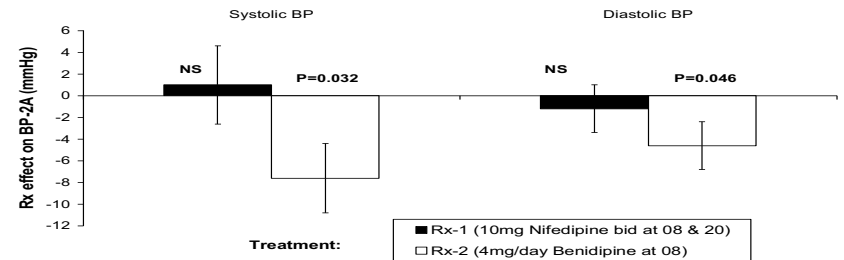 Systolic BP
Diastolic BP
Rx effect on BP-2A (mmHg)
6
4
2
0
-2
-4
-6
-8
-10
-12
NS
P=0.032
NS
P=0.046
Treatment:
Rx-1 (10mg Nifedipine bid at 08 & 20)
Rx-2 (4mg/day Benidipine at 08)